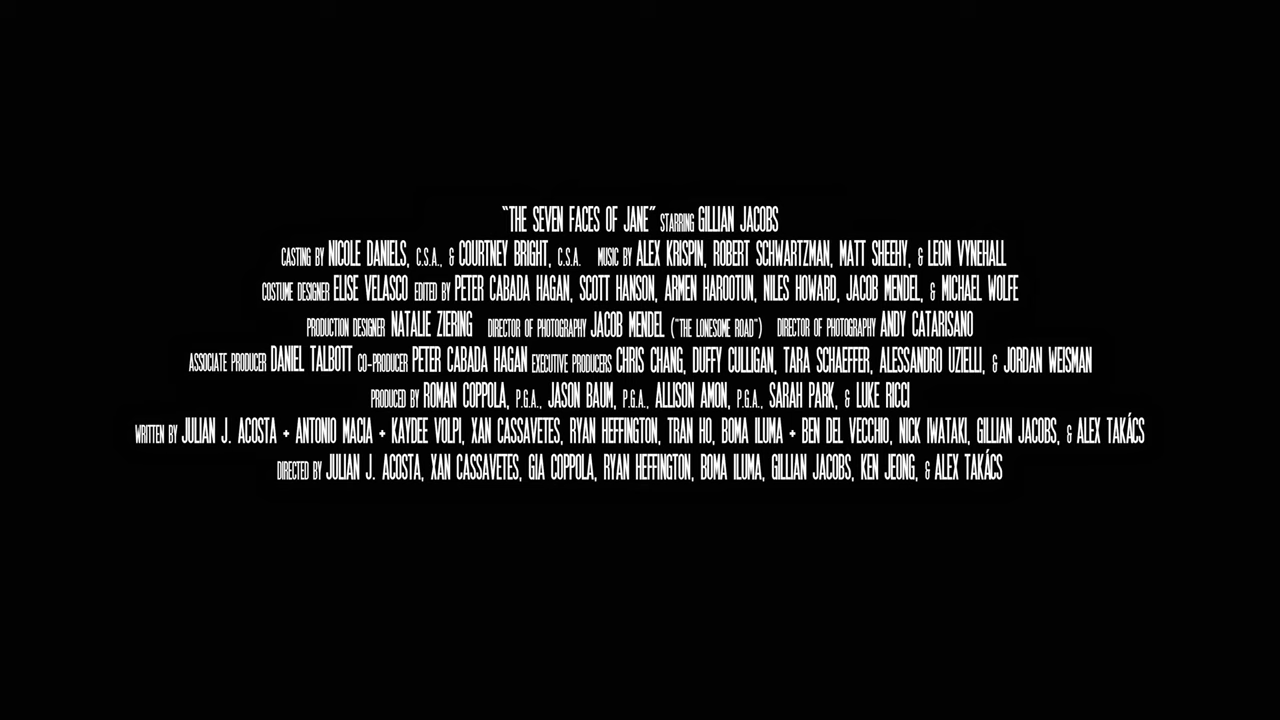 "THE SEVEN FACES OF JANE" STARRING GILLIAN JACOBS
CASTING BY NICOLE DANIELS, C.S.A., & COURTNEY BRIGHT, C.S.A. MUSIC BY ALEX KRISPIN, ROBERT SCHWARTZMAN, MATT SHEEHY, & LEON VYNEHALL
COSTUME DESIGNER ELISE VELASCO EDITED BY PETER CABADA HAGAN, SCOTT HANSON, ARMEN HAROOTUN, NILES HOWARD, JACOB MENDEL, & MICHAEL WOLFE
PRODUCTION DESIGNER NATALIE ZIERING DIRECTOR OF PHOTOGRAPHY JACOB MENDEL ("THE LONESOME ROAD") DIRECTOR OF PHOTOGRAPHY ANDY CATARISANO
ASSOCIATE PRODUCER DANIEL TALBOTT CO-PRODUCER PETER CABADA HAGAN EXECUTIVE PRODUCERS CHRIS CHANG, DUFFY CULLIGAN, TARA SCHAEFFER, ALESSANDRO UZIELLI, & JORDAN WEISMAN
PRODUCED BY ROMAN COPPOLA, P.G.A., JASON BAUM, P.G.A., ALLISON AMON, P.G.A., SARAH PARK, & LUKE RICCI
WRITTEN BY JULIAN J. ACOSTA + ANTONIO MACIA + KAYDEE VOLPI, XAN CASSAVETES, RYAN HEFFINGTON, TRAN HO, BOMA ILUMA + BEN DEL VECCHIO, NICK IWATAKI, GILLIAN JACOBS, & ALEX TAKÁCS
DIRECTED BY JULIAN J. ACOSTA, XAN CASSAVETES, GIA COPPOLA, RYAN HEFFINGTON, BOMA ILUMA, GILLIAN JACOBS, KEN JEONG, & ALEX TAKÁCS